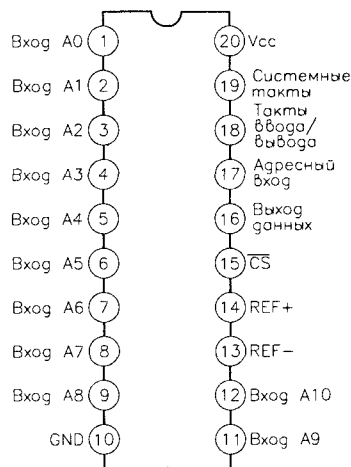 Вход A0 1
Вход A1 2
Вход A2 3
Вход A3 4
Вход A4 5
Вход A5 6
Вход A6 7
Вход A7 8
Вход A8 9
GND 10
20 Vcc
19 Системные
такты
18 Такты
ввода/
вывода
17 Адресный
вход
16 Выход
данных
15 C̅S̅
14 REF+
13 REF−
12 Вход A10
11 Вход A9